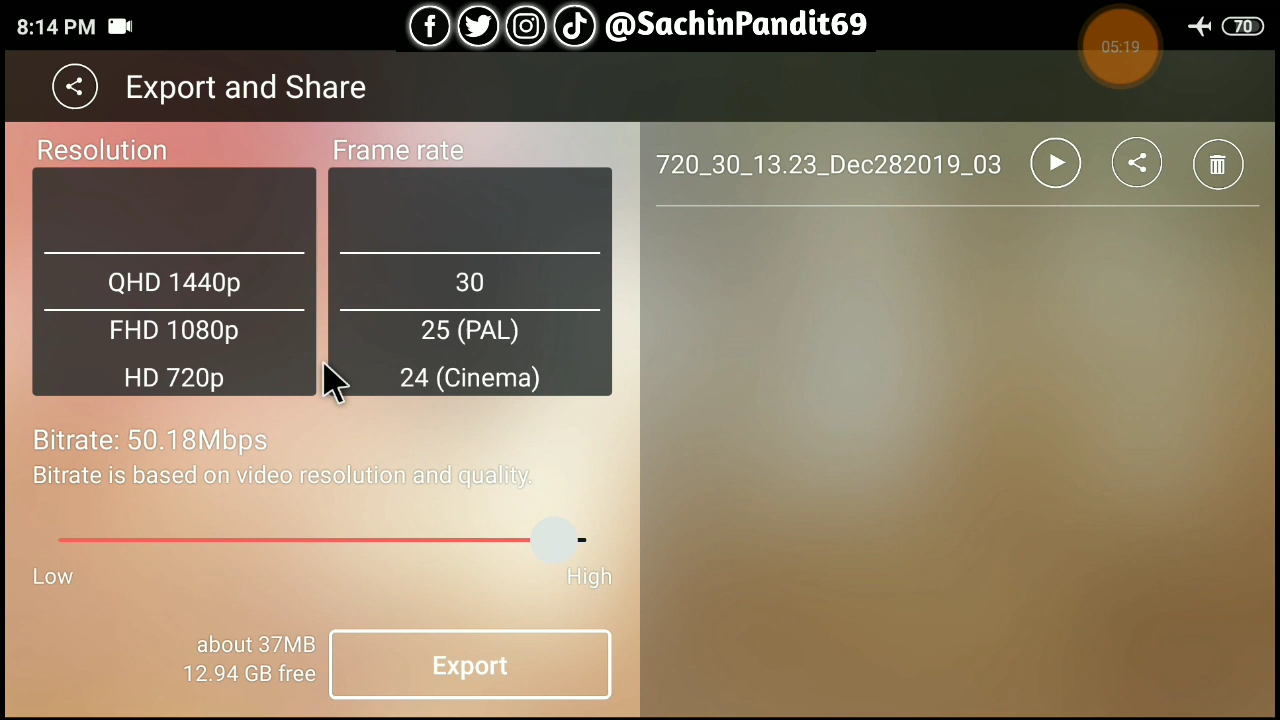 8:14 PM
@SachinPandit69
05:19
70
Export and Share
Resolution
Frame rate
QHD 1440p
FHD 1080p
HD 720p
30
25 (PAL)
24 (Cinema)
720_30_13.23_Dec282019_03
Bitrate: 50.18Mbps
Bitrate is based on video resolution and quality.
Low
High
about 37MB
12.94 GB free
Export